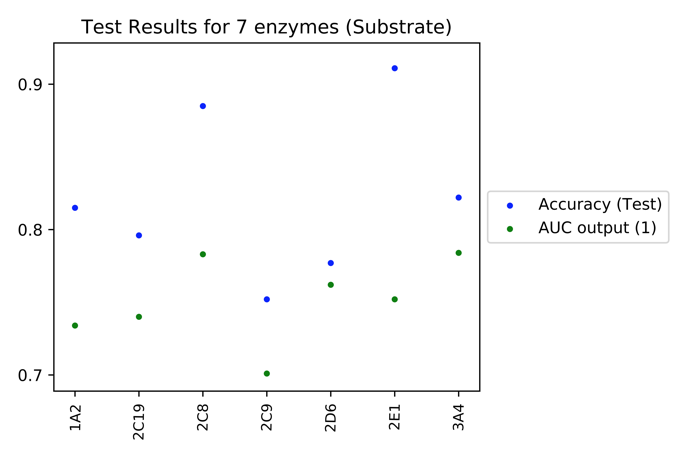 Test Results for 7 enzymes (Substrate)
0.9
0.8
0.7
1A2
2C19
2C8
2C9
2D6
2E1
3A4
Accuracy (Test)
AUC output (1)